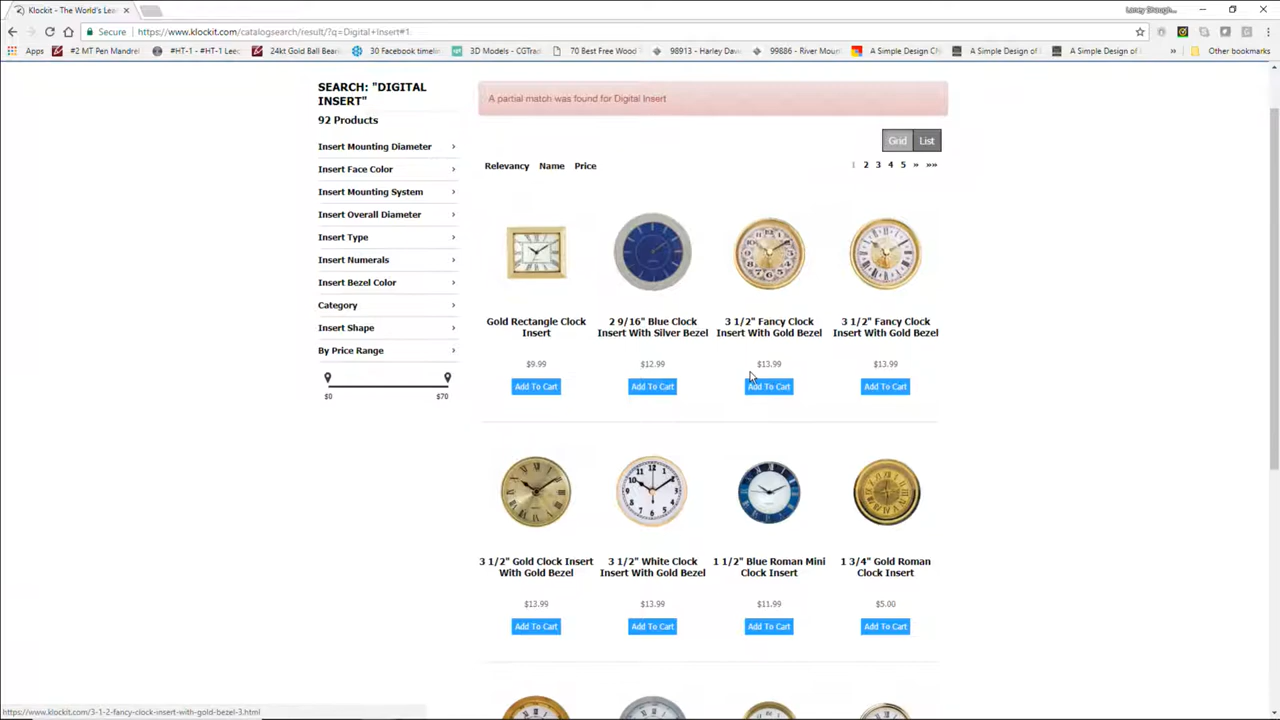 Klockit - The World's Lea
Secure
https://www.klockit.com/catalogsearch/result/?q=Digital+Insert#1
Apps
#2 MT Pen Mandrel
#HT-1 - #HT-1 Leec
24kt Gold Ball Bear
30 Facebook timelin
3D Models - CGTrad
70 Best Free Wood
98913 - Harley Daw
99886 - River Moun
A Simple Design CN
A Simple Design of
A Simple Design of
Other bookmarks
SEARCH: "DIGITAL
INSERT"
92 Products
Insert Mounting Diameter
Insert Face Color
Insert Mounting System
Insert Overall Diameter
Insert Type
Insert Numerals
Insert Bezel Color
Category
Insert Shape
By Price Range
$0
$70
A partial match was found for Digital Insert
Grid
List
Relevancy Name Price
1 2 3 4 5 » »»
Gold Rectangle Clock
Insert
$9.99
Add To Cart
2 9/16" Blue Clock
Insert With Silver Bezel
$12.99
Add To Cart
3 1/2" Fancy Clock
Insert With Gold Bezel
$13.99
Add To Cart
3 1/2" Fancy Clock
Insert With Gold Bezel
$13.99
Add To Cart
3 1/2" Gold Clock Insert
With Gold Bezel
$13.99
Add To Cart
3 1/2" White Clock
Insert With Gold Bezel
$13.99
Add To Cart
1 1/2" Blue Roman Mini
Clock Insert
$11.99
Add To Cart
1 3/4" Gold Roman
Clock Insert
$5.00
Add To Cart
https://www.klockit.com/3-1-2-fancy-clock-insert-with-gold-bezel-3.html